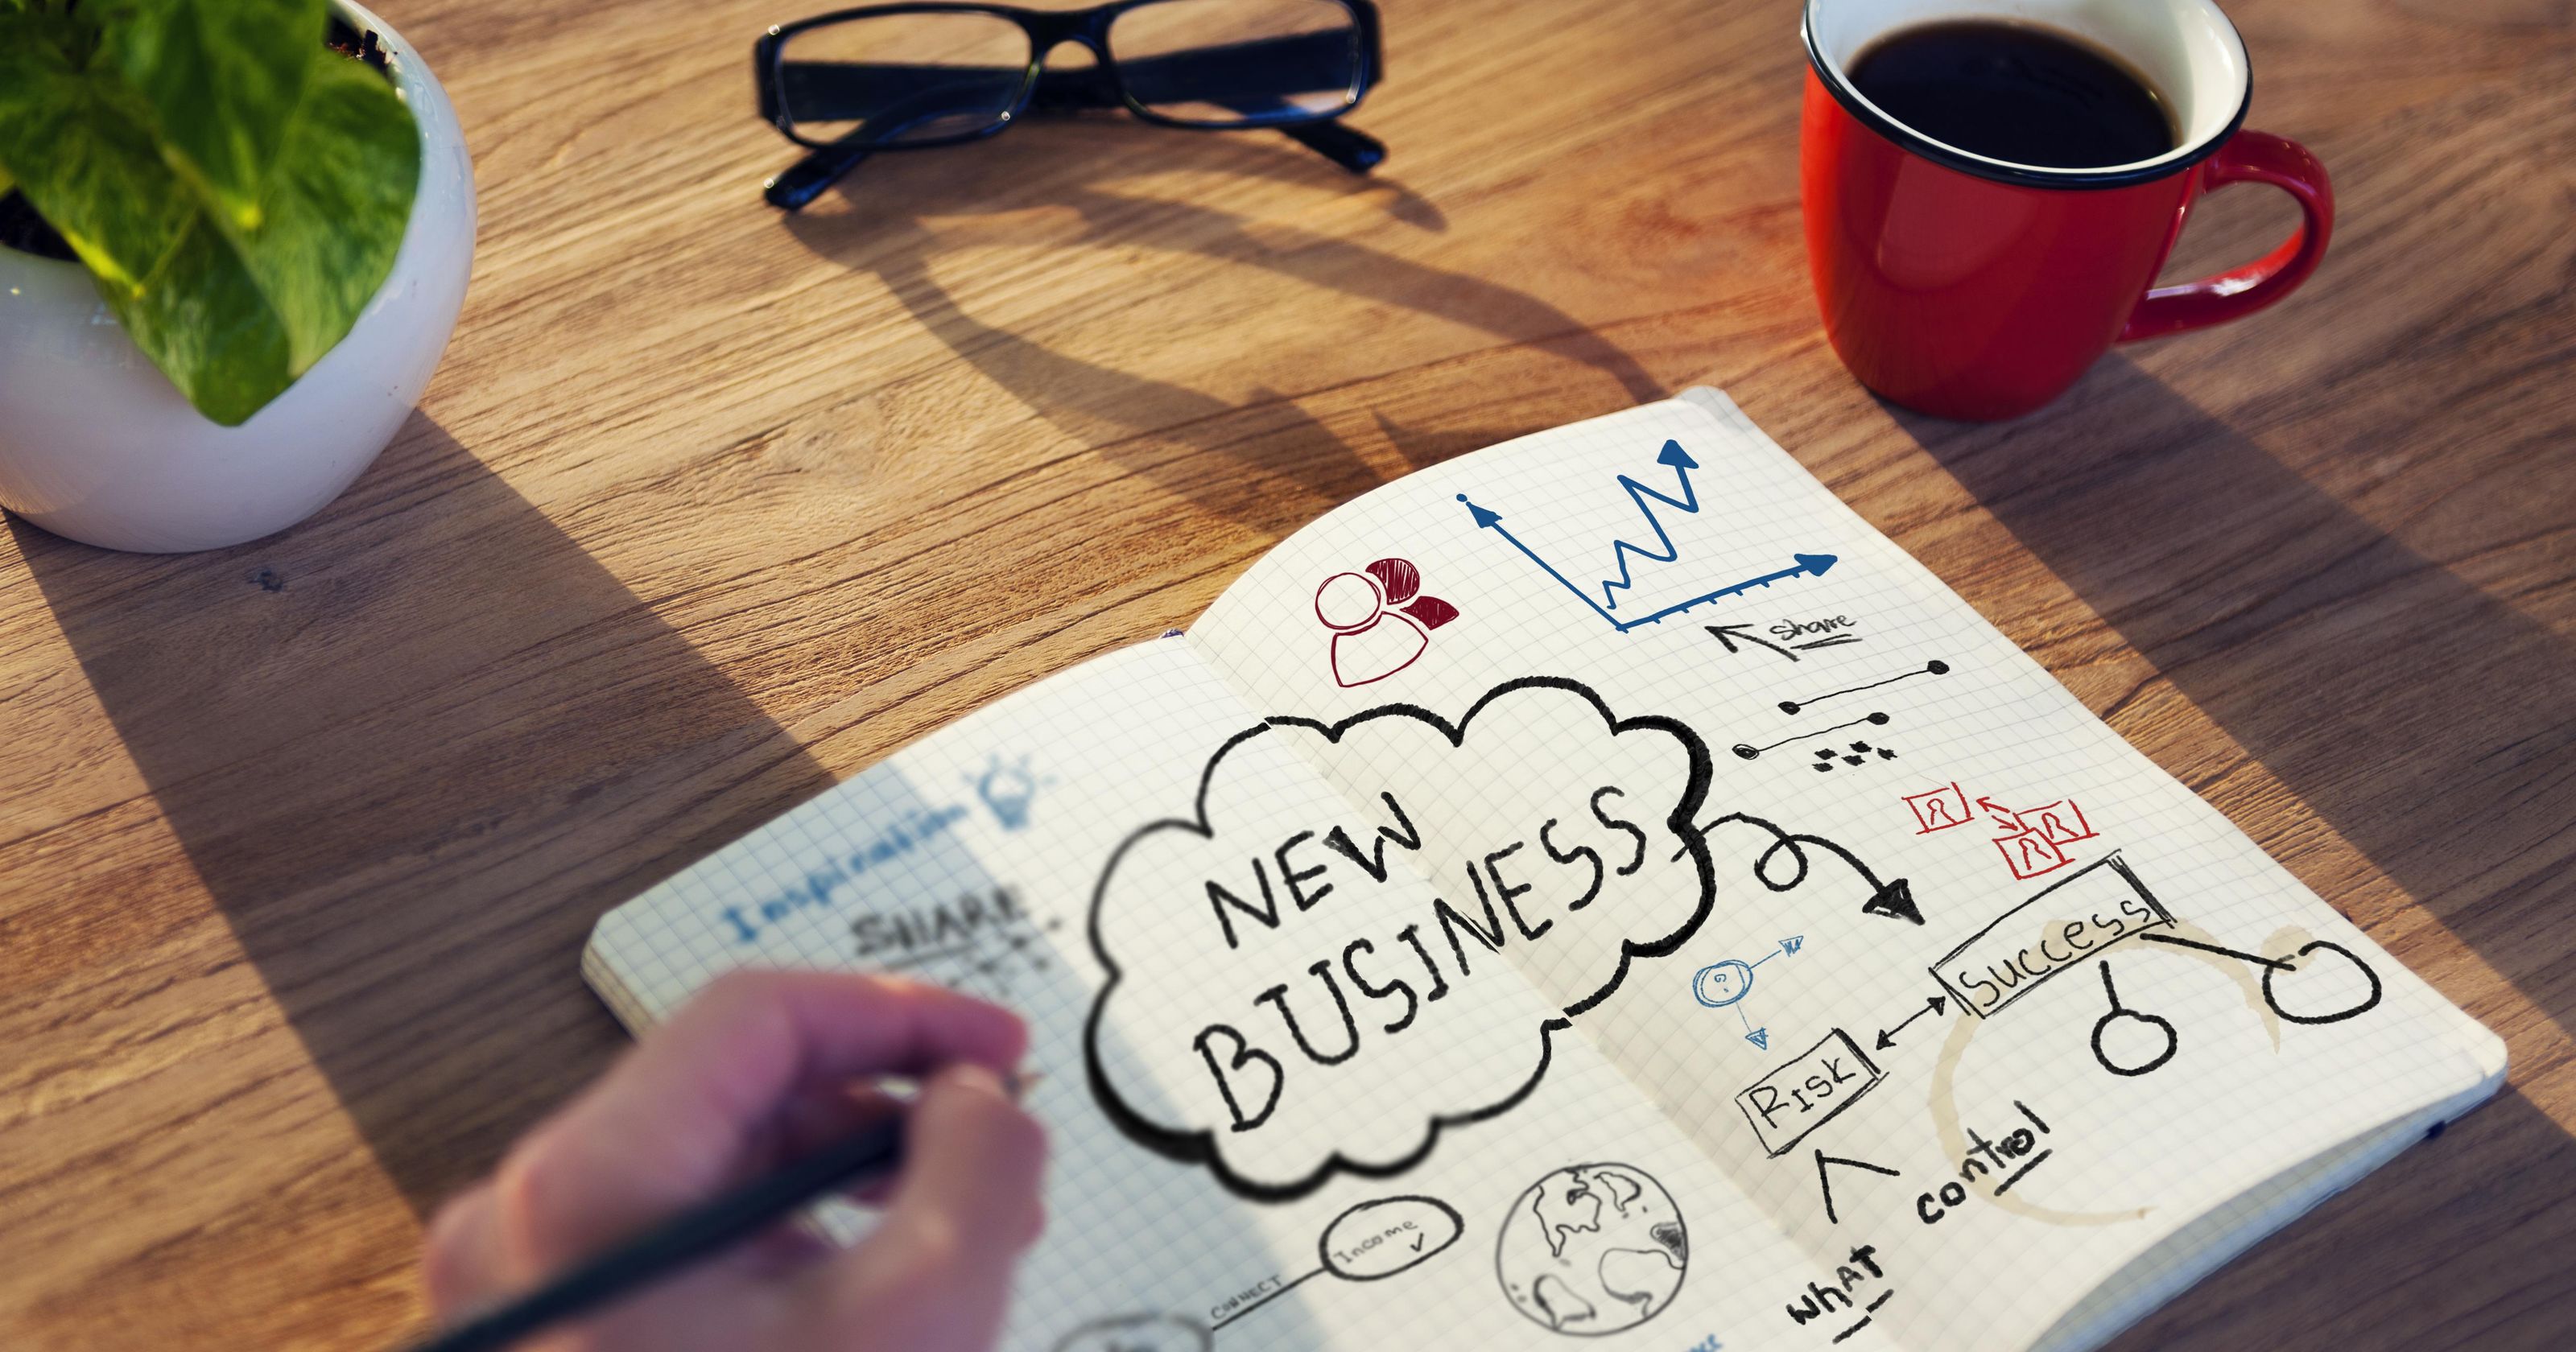 share
Inspiration
SHARE
NEW
BUSINESS
Success
Risk
control
Income
CONNECT
WHAT